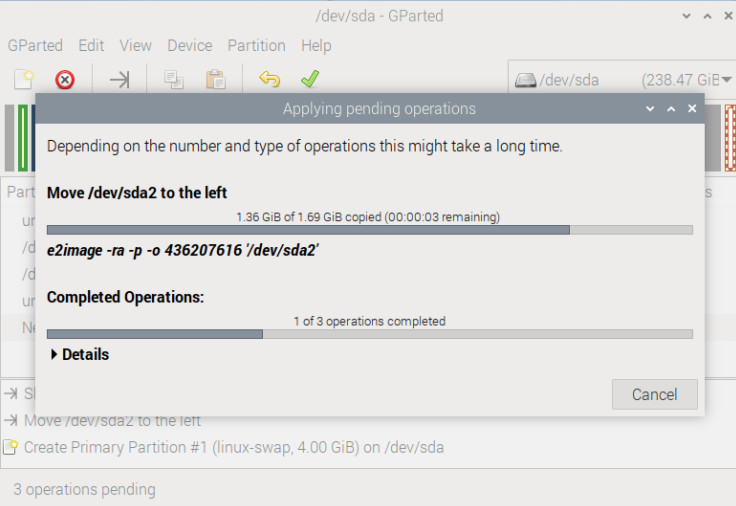 /dev/sda - GParted
GParted Edit View Device Partition Help
/dev/sda (238.47 GiB
Applying pending operations
Depending on the number and type of operations this might take a long time.
Part
Move /dev/sda2 to the left
1.36 GiB of 1.69 GiB copied (00:00:03 remaining)
e2image -ra -p -o 436207616 '/dev/sda2'
Completed Operations:
1 of 3 operations completed
Details
Cancel
Move /dev/sda2 to the left
Create Primary Partition #1 (linux-swap, 4.00 GiB) on /dev/sda
3 operations pending